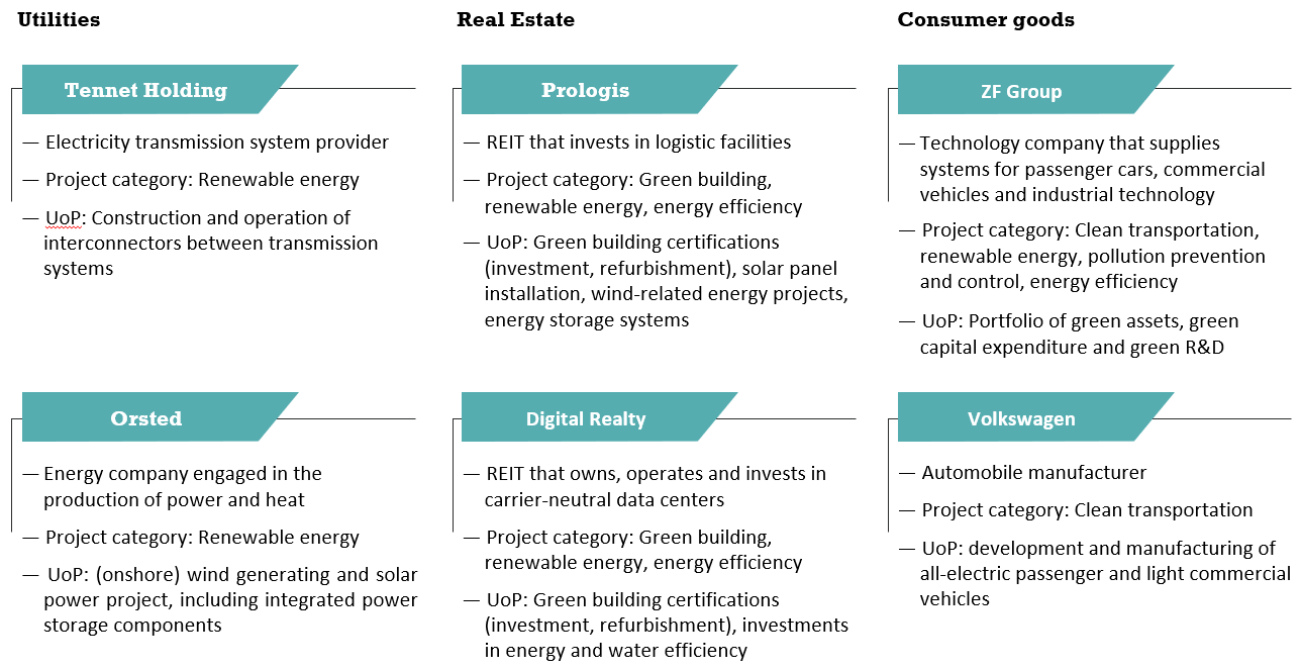 Utilities
Tennet Holding
— Electricity transmission system provider
— Project category: Renewable energy
— UoP: Construction and operation of
interconnectors between transmission
systems
Orsted
— Energy company engaged in the
production of power and heat
— Project category: Renewable energy
— UoP: (onshore) wind generating and solar
power project, including integrated power
storage components
Real Estate
Prologis
— REIT that invests in logistic facilities
— Project category: Green building,
renewable energy, energy efficiency
— UoP: Green building certifications
(investment, refurbishment), solar panel
installation, wind-related energy projects,
energy storage systems
Digital Realty
— REIT that owns, operates and invests in
carrier-neutral data centers
— Project category: Green building,
renewable energy, energy efficiency
— UoP: Green building certifications
(investment, refurbishment), investments
in energy and water efficiency
Consumer goods
ZF Group
— Technology company that supplies
systems for passenger cars, commercial
vehicles and industrial technology
— Project category: Clean transportation,
renewable energy, pollution prevention
and control, energy efficiency
— UoP: Portfolio of green assets, green
capital expenditure and green R&D
Volkswagen
— Automobile manufacturer
— Project category: Clean transportation
— UoP: development and manufacturing of
all-electric passenger and light commercial
vehicles